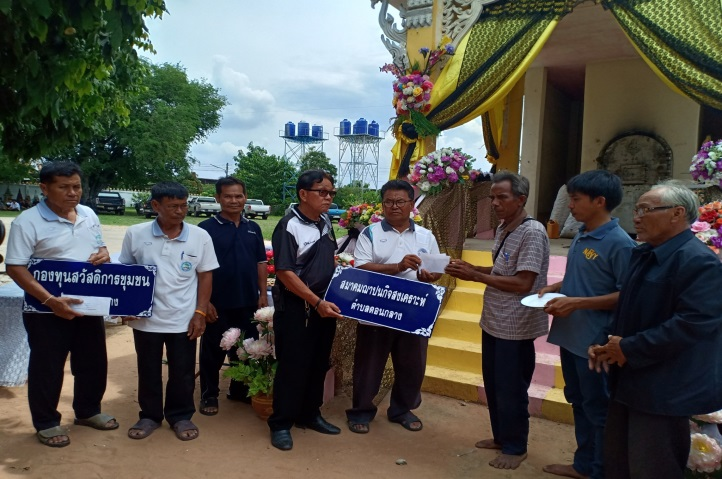 กองทุนสวัสดิการชุมชน
สมาคมฌาปนกิจสงเคราะห์
ตำบลดอนกลาง